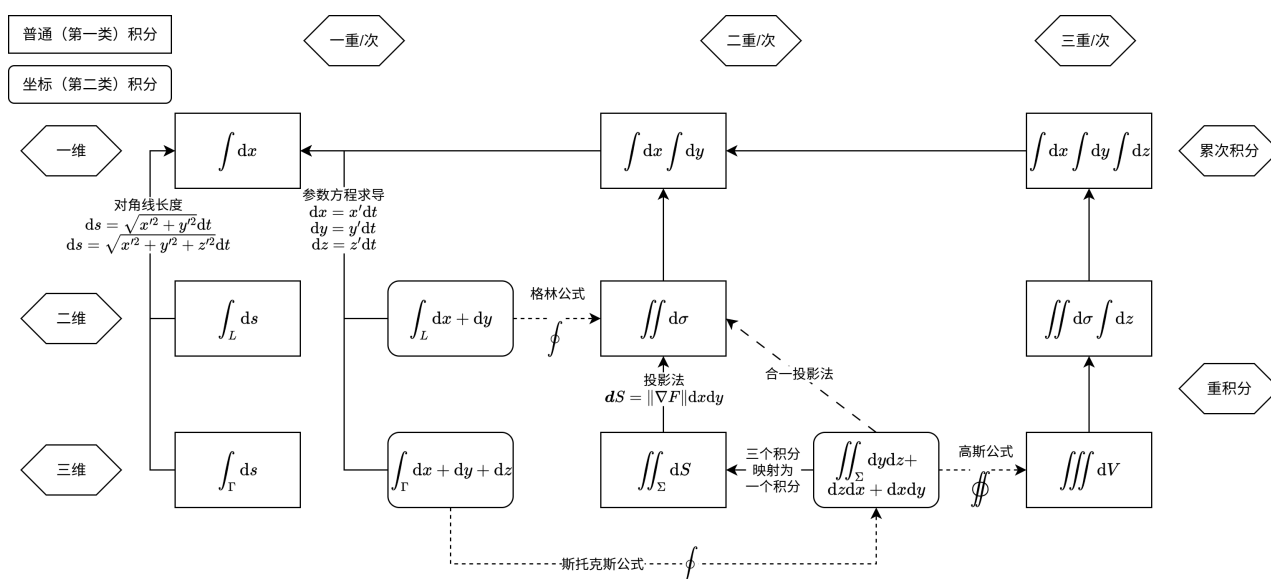 普通（第一类）积分
坐标（第二类）积分
一重/次
二重/次
三重/次
一维
∫ dx
∫ dx ∫ dy
∫ dx ∫ dy ∫ dz
累次积分
对角线长度
ds = √(x′² + y′²)dt
ds = √(x′² + y′² + z′²)dt
参数方程求导
dx = x′dt
dy = y′dt
dz = z′dt
二维
∫_L ds
∫_L dx + dy
格林公式
∮
∬ dσ
∬ dσ ∫ dz
投影法
dS = ‖∇F‖dxdy
合一投影法
重积分
三维
∫_Γ ds
∫_Γ dx + dy + dz
∬_Σ dS
三个积分
映射为
一个积分
∬_Σ dydz+
dzdx + dxdy
高斯公式
∯
∭ dV
斯托克斯公式
∮